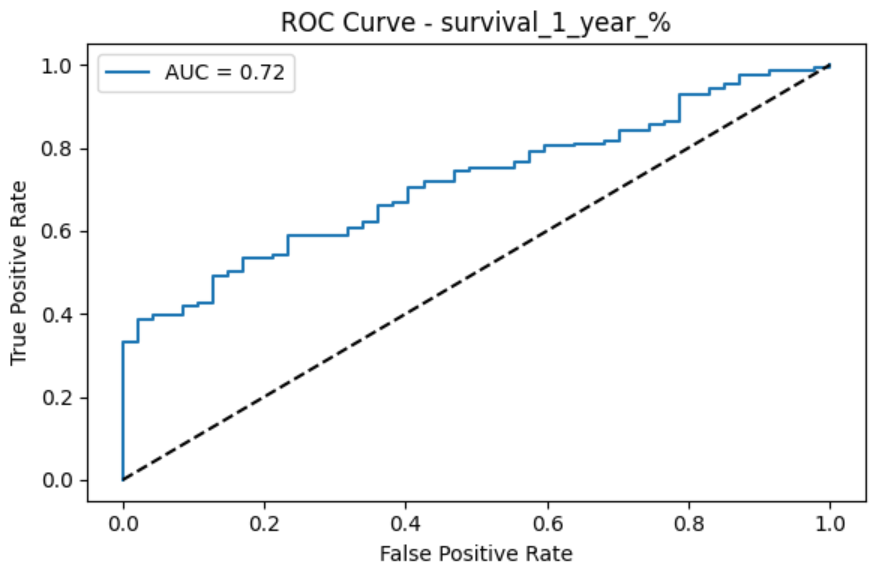 ROC Curve - survival_1_year_%
AUC = 0.72
True Positive Rate
1.0
0.8
0.6
0.4
0.2
0.0
0.0 0.2 0.4 0.6 0.8 1.0
False Positive Rate